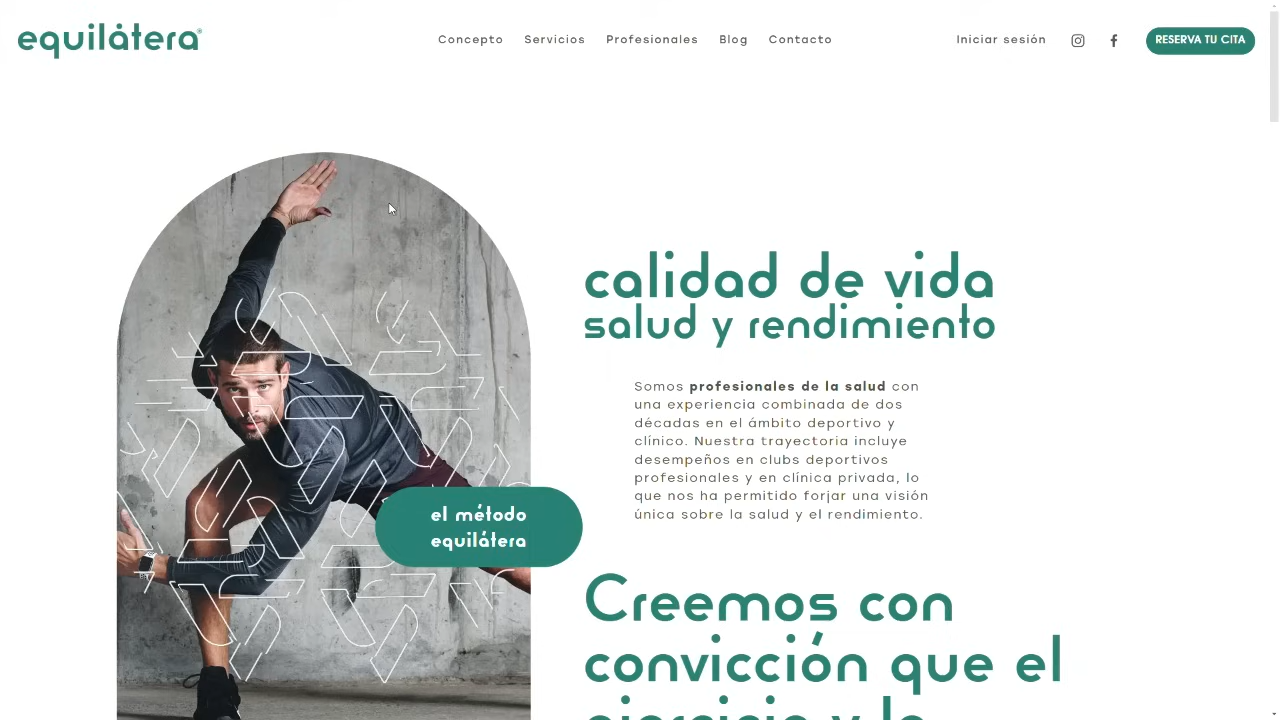 equilátera®
Concepto Servicios Profesionales Blog Contacto
Iniciar sesión
RESERVA TU CITA
calidad de vida
salud y rendimiento
Somos profesionales de la salud con
una experiencia combinada de dos
décadas en el ámbito deportivo y
clínico. Nuestra trayectoria incluye
desempeños en clubs deportivos
profesionales y en clínica privada, lo
que nos ha permitido forjar una visión
única sobre la salud y el rendimiento.
el método
equilátera
Creemos con
convicción que el
ejercicio y la